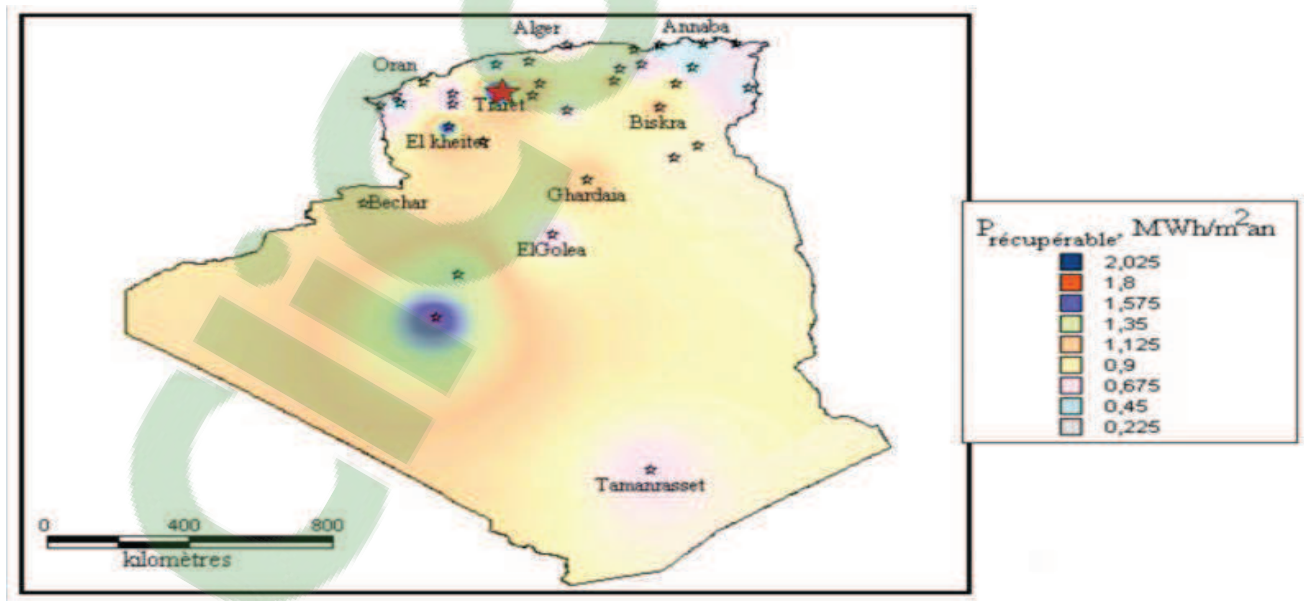 Alger
Annaba
Oran
Tiaret
Biskra
El kheiter
Ghardaia
Bechar
ElGolea
Tamanrasset
0 400 800
kilomètres
P récupérable, MWh/m²an
2,025
1,8
1,575
1,35
1,125
0,9
0,675
0,45
0,225